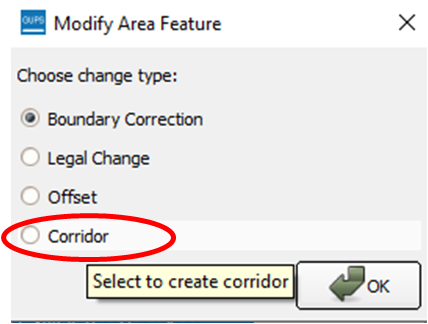 GUPS Modify Area Feature
Choose change type:
Boundary Correction
Legal Change
Offset
Corridor
Select to create corridor OK